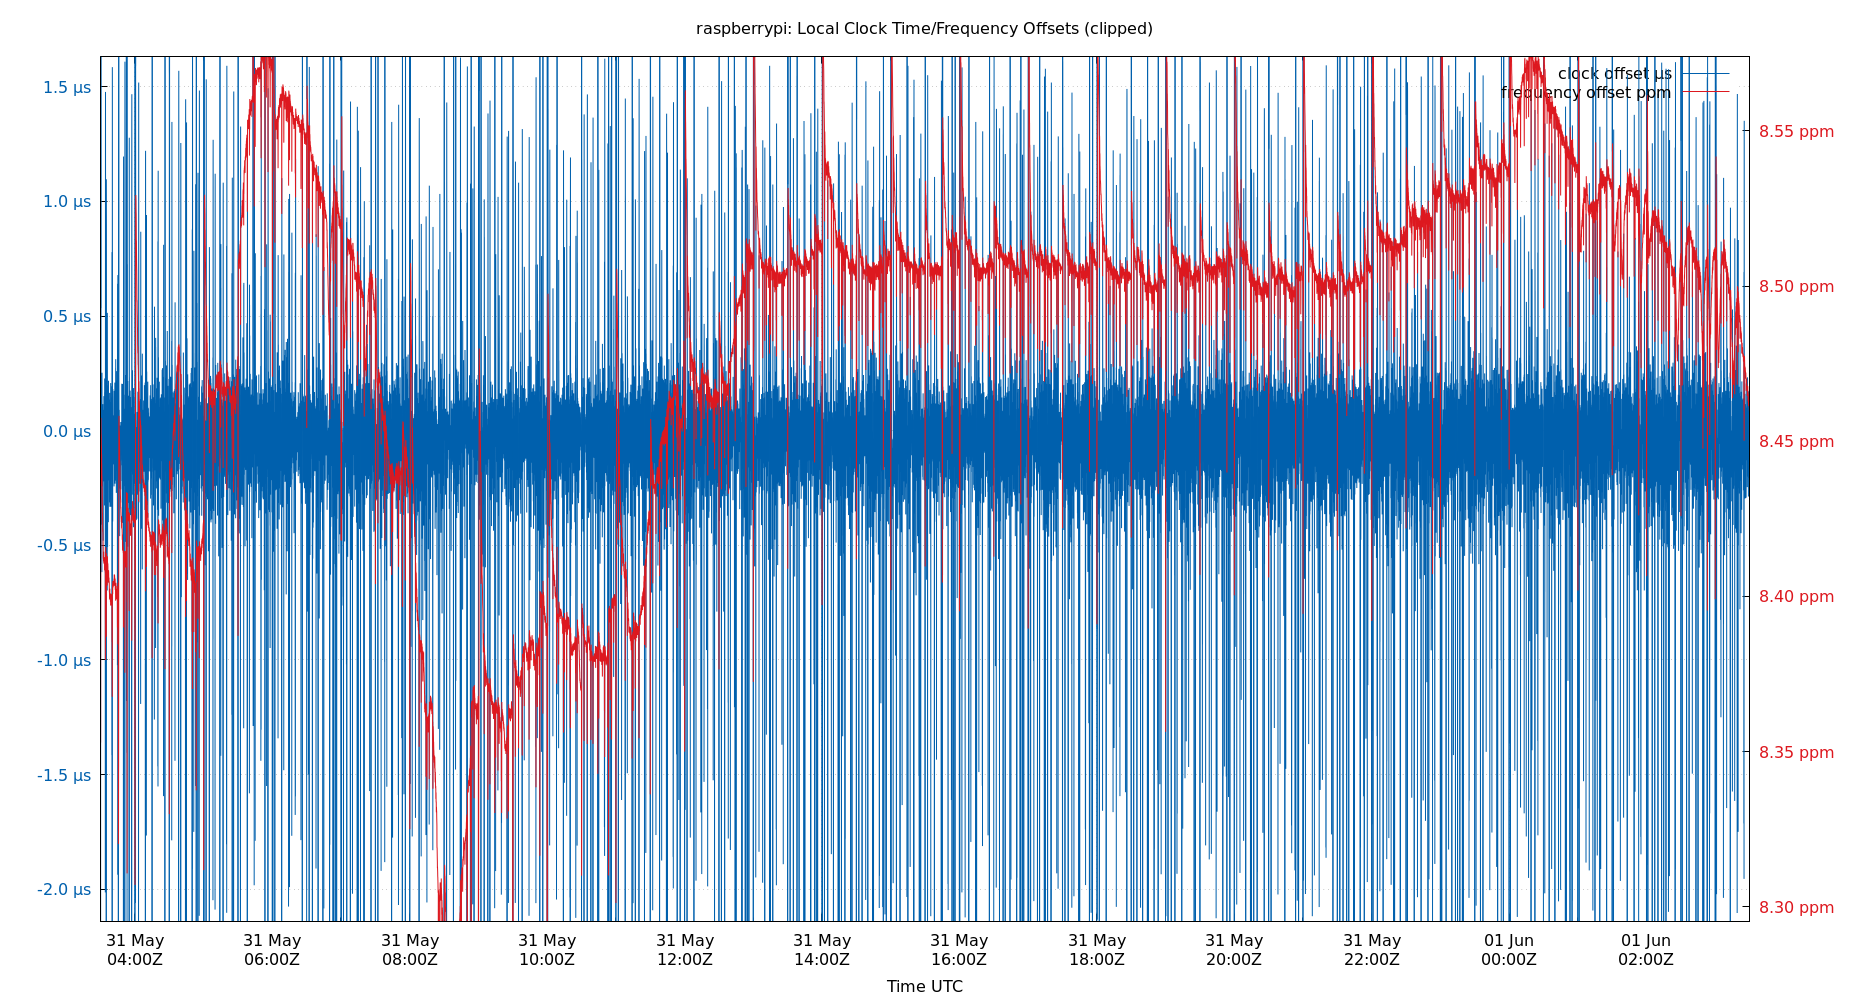 raspberrypi: Local Clock Time/Frequency Offsets (clipped)
clock offset µs
frequency offset ppm
1.5 µs
1.0 µs
0.5 µs
0.0 µs
-0.5 µs
-1.0 µs
-1.5 µs
-2.0 µs
8.55 ppm
8.50 ppm
8.45 ppm
8.40 ppm
8.35 ppm
8.30 ppm
31 May
04:00Z
31 May
06:00Z
31 May
08:00Z
31 May
10:00Z
31 May
12:00Z
31 May
14:00Z
31 May
16:00Z
31 May
18:00Z
31 May
20:00Z
31 May
22:00Z
01 Jun
00:00Z
01 Jun
02:00Z
Time UTC